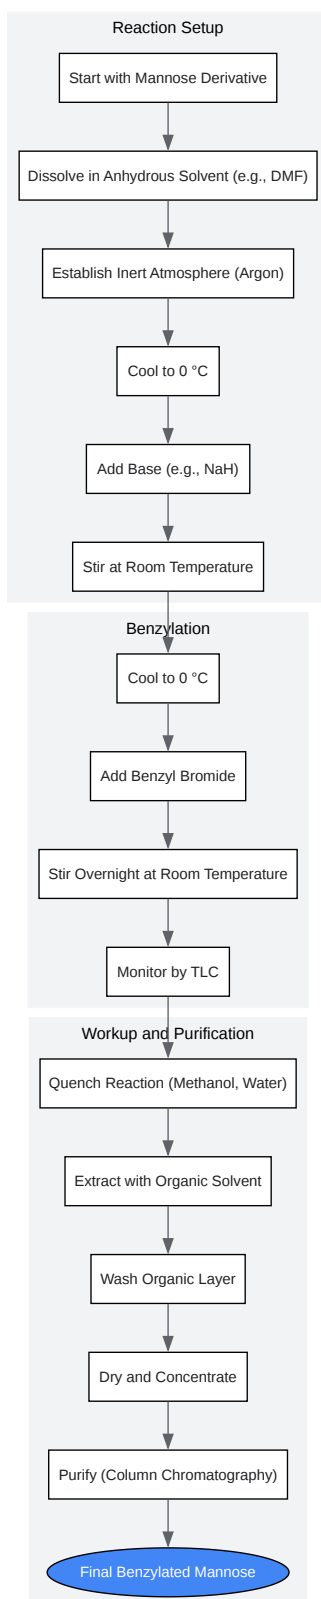 Reaction Setup
Start with Mannose Derivative
Dissolve in Anhydrous Solvent (e.g., DMF)
Establish Inert Atmosphere (Argon)
Cool to 0 °C
Add Base (e.g., NaH)
Stir at Room Temperature
Benzylation
Cool to 0 °C
Add Benzyl Bromide
Stir Overnight at Room Temperature
Monitor by TLC
Workup and Purification
Quench Reaction (Methanol, Water)
Extract with Organic Solvent
Wash Organic Layer
Dry and Concentrate
Purify (Column Chromatography)
Final Benzylated Mannose